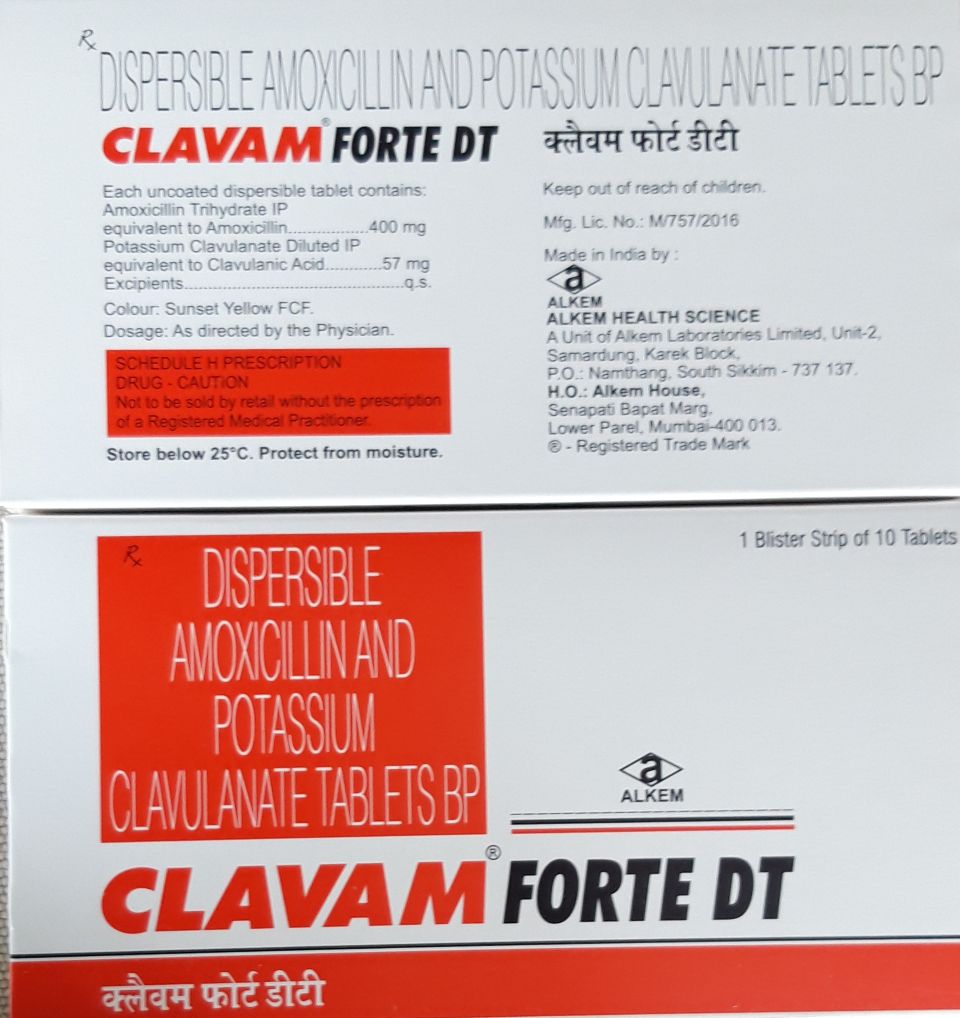 Rx
DISPERSIBLE AMOXICILLIN AND POTASSIUM CLAVULANATE TABLETS BP
CLAVAM® FORTE DT
क्लैवम फोर्ट डीटी
Each uncoated dispersible tablet contains:
Amoxicillin Trihydrate IP
equivalent to Amoxicillin.................400 mg
Potassium Clavulanate Diluted IP
equivalent to Clavulanic Acid............57 mg
Excipients..............................................q.s.
Colour: Sunset Yellow FCF.
Dosage: As directed by the Physician.
SCHEDULE H PRESCRIPTION
DRUG - CAUTION
Not to be sold by retail without the prescription
of a Registered Medical Practitioner.
Store below 25°C. Protect from moisture.
Keep out of reach of children.
Mfg. Lic. No.: M/757/2016
Made in India by :
a
ALKEM
ALKEM HEALTH SCIENCE
A Unit of Alkem Laboratories Limited, Unit-2,
Samardung, Karek Block,
P.O.: Namthang, South Sikkim - 737 137.
H.O.: Alkem House,
Senapati Bapat Marg,
Lower Parel, Mumbai-400 013.
® - Registered Trade Mark
Rx
DISPERSIBLE
AMOXICILLIN AND
POTASSIUM
CLAVULANATE TABLETS BP
1 Blister Strip of 10 Tablets
a
ALKEM
CLAVAM® FORTE DT
क्लैवम फोर्ट डीटी